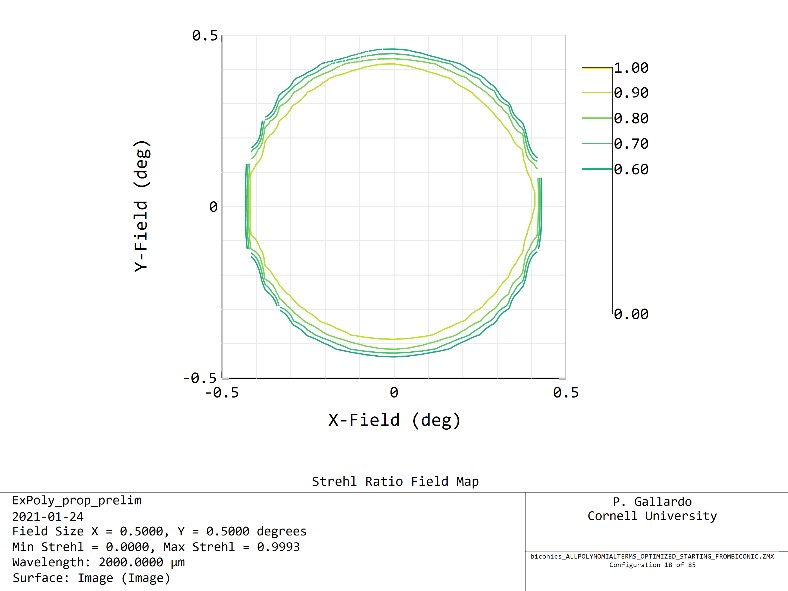 0.5
0
-0.5
Y-Field (deg)
-0.5
0
0.5
X-Field (deg)
1.00
0.90
0.80
0.70
0.60
0.00
Strehl Ratio Field Map
ExPoly_prop_prelim
2021-01-24
Field Size X = 0.5000, Y = 0.5000 degrees
Min Strehl = 0.0000, Max Strehl = 0.9993
Wavelength: 2000.0000 µm
Surface: Image (Image)
P. Gallardo
Cornell University
biconics_ALLPOLYNOMIALTERMS_OPTIMIZED_STARTING_FROMBICONIC.ZMX
Configuration 18 of 85